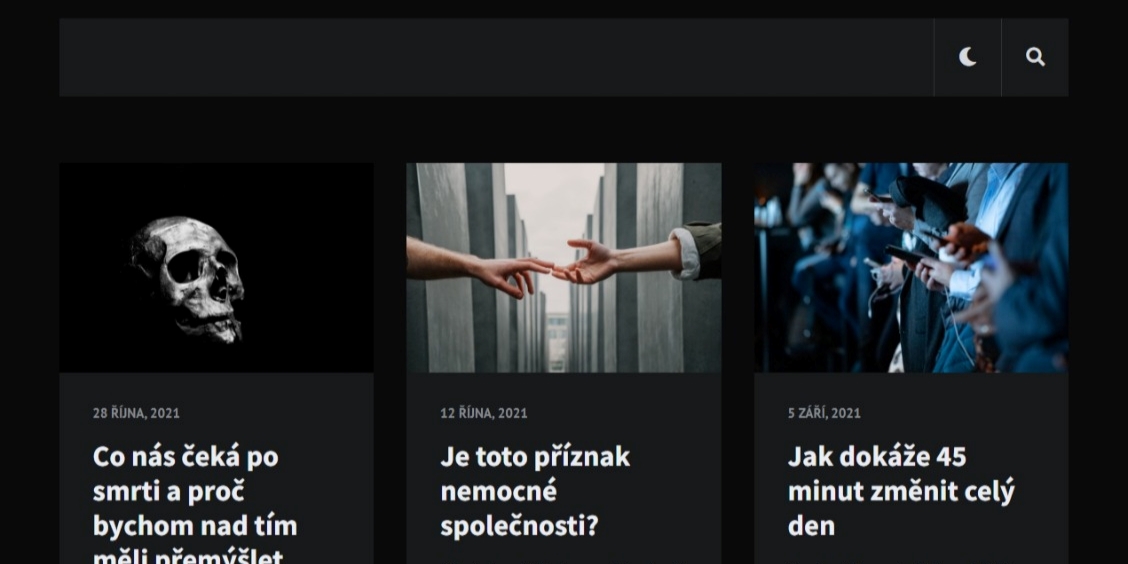 28 ŘÍJNA, 2021
Co nás čeká po
smrti a proč
bychom nad tím
měli přemýšlet
12 ŘÍJNA, 2021
Je toto příznak
nemocné
společnosti?
5 ZÁŘÍ, 2021
Jak dokáže 45
minut změnit celý
den